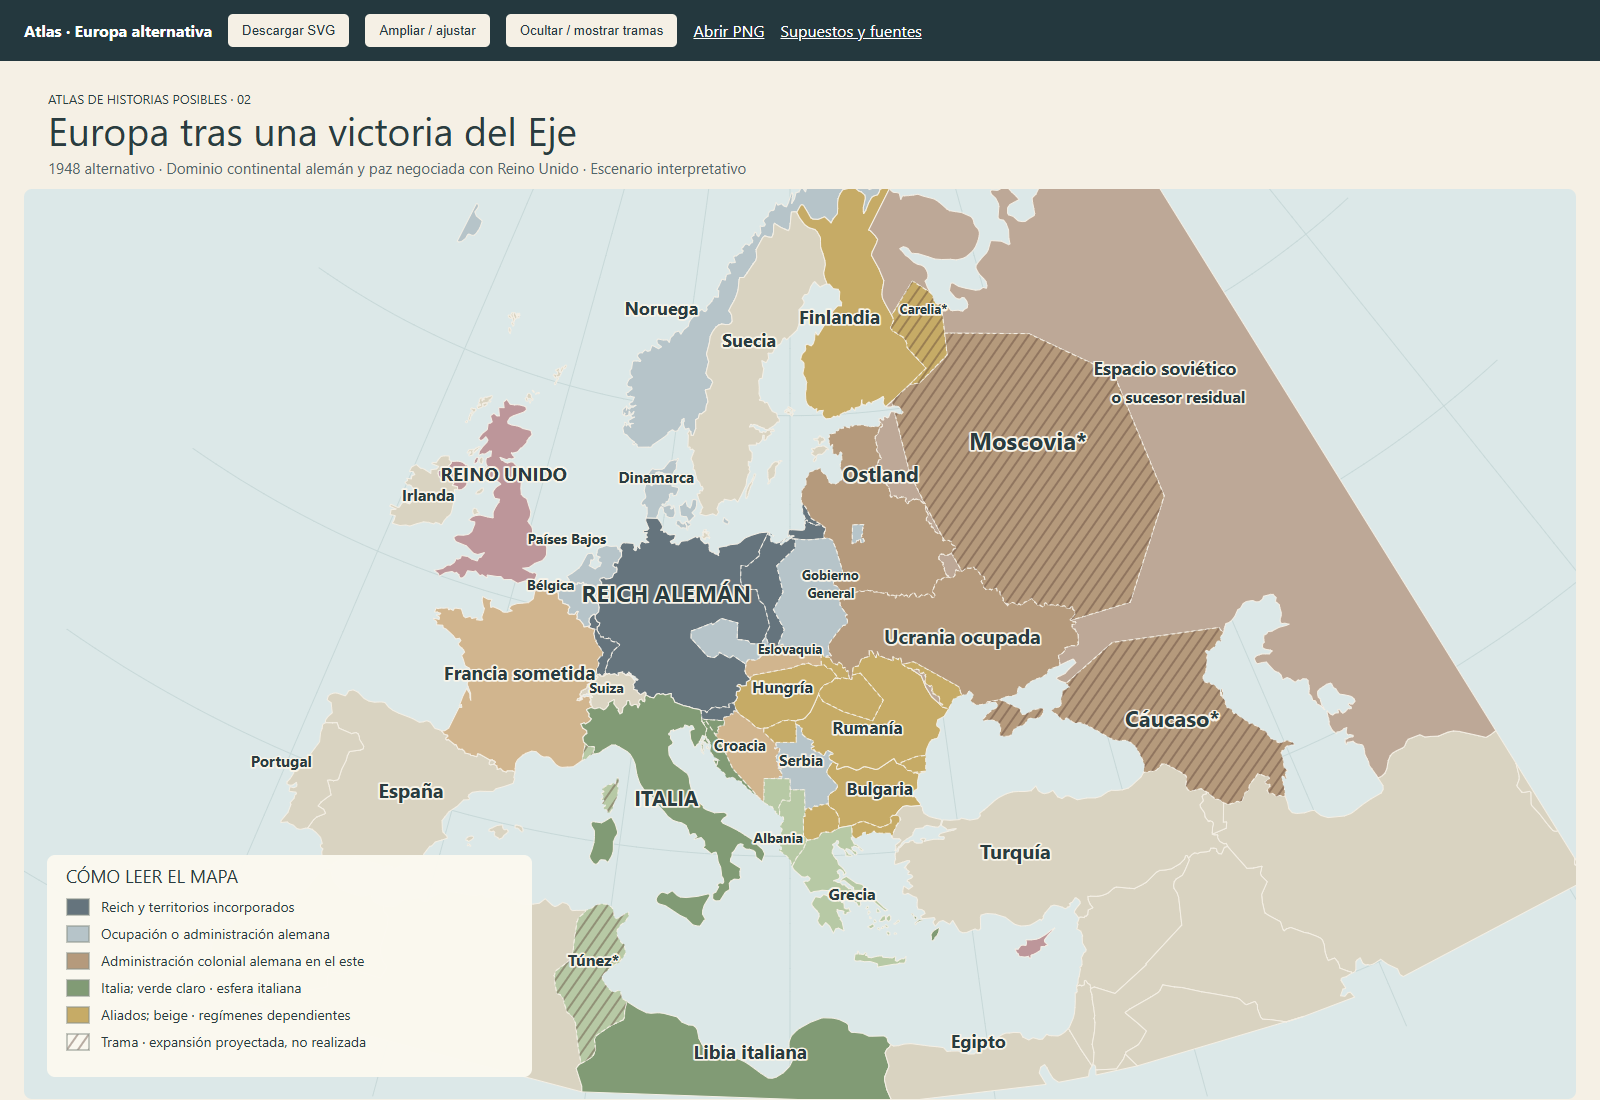 Atlas · Europa alternativa
Descargar SVG
Ampliar / ajustar
Ocultar / mostrar tramas
Abrir PNG
Supuestos y fuentes
ATLAS DE HISTORIAS POSIBLES · 02
Europa tras una victoria del Eje
1948 alternativo · Dominio continental alemán y paz negociada con Reino Unido · Escenario interpretativo
Noruega
Finlandia
Carelia*
Suecia
Espacio soviético
o sucesor residual
Moscovia*
REINO UNIDO
Irlanda
Dinamarca
Ostland
Países Bajos
Bélgica
REICH ALEMÁN
Gobierno
General
Ucrania ocupada
Eslovaquia
Francia sometida
Suiza
Hungría
Rumanía
Cáucaso*
Croacia
Serbia
Portugal
España
ITALIA
Bulgaria
Albania
Turquía
Grecia
Túnez*
Libia italiana
Egipto
CÓMO LEER EL MAPA
Reich y territorios incorporados
Ocupación o administración alemana
Administración colonial alemana en el este
Italia; verde claro · esfera italiana
Aliados; beige · regímenes dependientes
Trama · expansión proyectada, no realizada